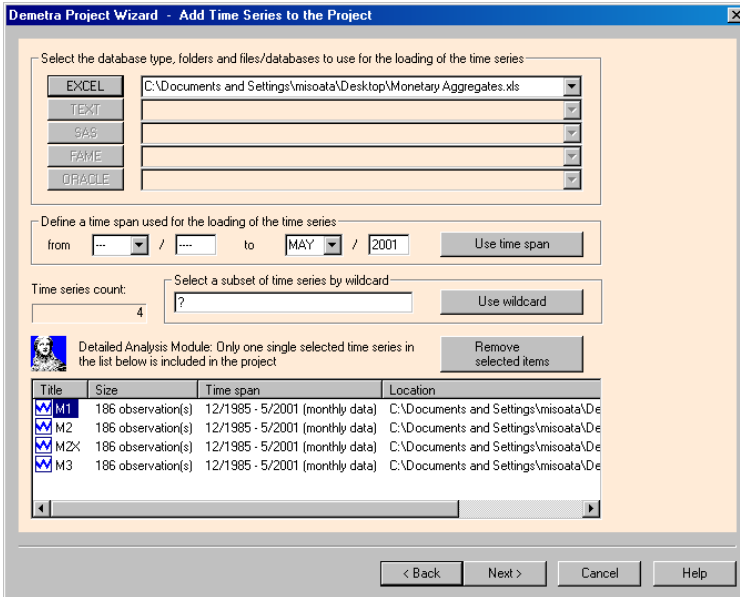 Demetra Project Wizard - Add Time Series to the Project
Select the database type, folders and files/databases to use for the loading of the time series
EXCEL C:\Documents and Settings\misoata\Desktop\Monetary Aggregates.xls
TEXT
SAS
FAME
ORACLE
Define a time span used for the loading of the time series
from --- / ---- to MAY / 2001 Use time span
Time series count:
4
Select a subset of time series by wildcard
? Use wildcard
Detailed Analysis Module: Only one single selected time series in
the list below is included in the project
Remove
selected items
Title Size Time span Location
M1 186 observation(s) 12/1985 - 5/2001 (monthly data) C:\Documents and Settings\misoata\De
M2 186 observation(s) 12/1985 - 5/2001 (monthly data) C:\Documents and Settings\misoata\De
M2X 186 observation(s) 12/1985 - 5/2001 (monthly data) C:\Documents and Settings\misoata\De
M3 186 observation(s) 12/1985 - 5/2001 (monthly data) C:\Documents and Settings\misoata\De
< Back Next > Cancel Help